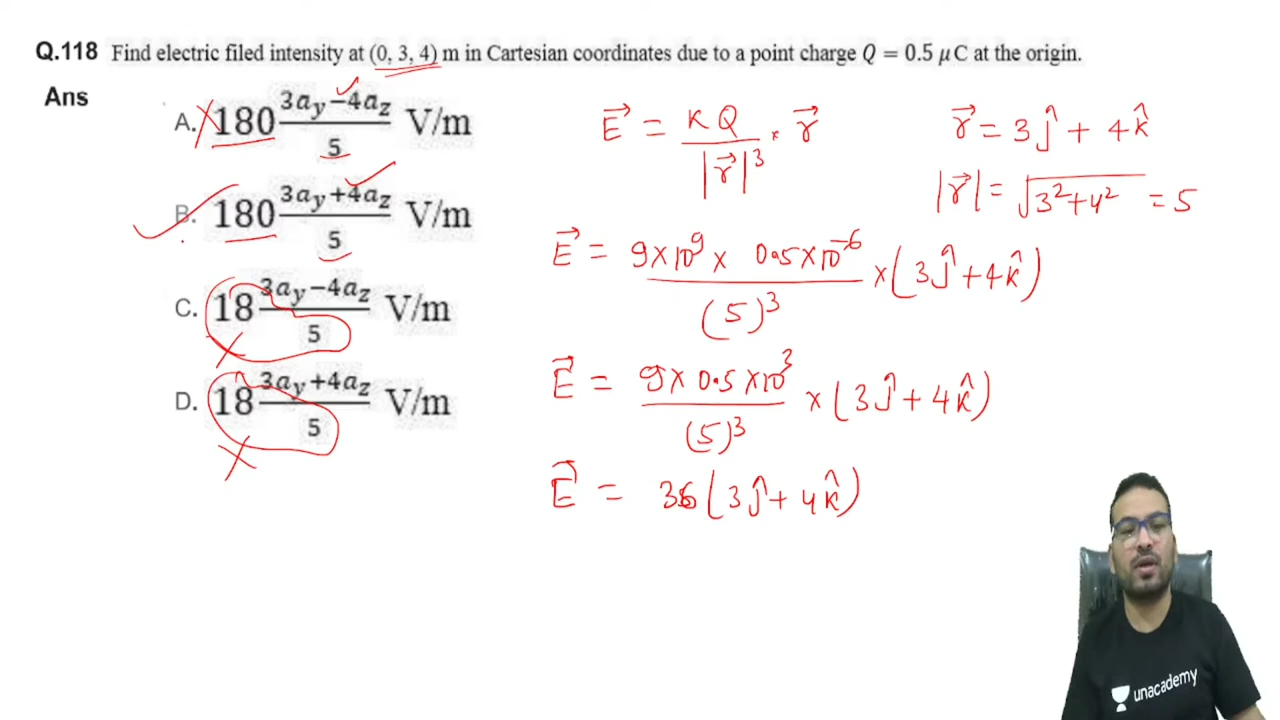 Q.118 Find electric filed intensity at (0, 3, 4) m in Cartesian coordinates due to a point charge Q = 0.5 μC at the origin.
Ans
A. 180 (3a_y−4a_z)/5 V/m
B. 180 (3a_y+4a_z)/5 V/m
C. 18 (3a_y−4a_z)/5 V/m
D. 18 (3a_y+4a_z)/5 V/m
E⃗ = KQ/|r⃗|³ × r⃗
r⃗ = 3ĵ + 4k̂
|r⃗| = √(3²+4²) = 5
E⃗ = 9×10⁹ × 0.5×10⁻⁶/(5)³ × (3ĵ+4k̂)
E⃗ = 9×0.5×10³/(5)³ × (3ĵ+4k̂)
E⃗ = 36(3ĵ+4k̂)
unacademy